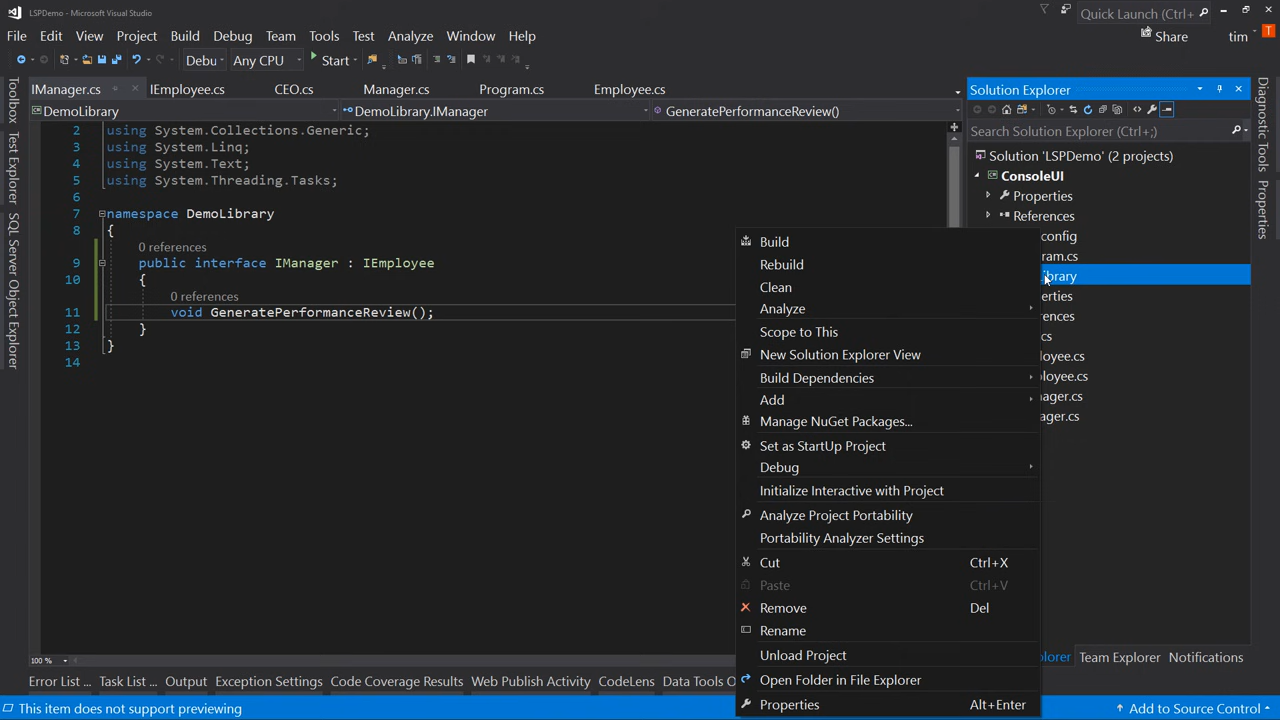 LSPDemo - Microsoft Visual Studio
Quick Launch (Ctrl+
File Edit View Project Build Debug Team Tools Test Analyze Window Help
Share tim T
Debu Any CPU Start
IManager.cs IEmployee.cs CEO.cs Manager.cs Program.cs Employee.cs
DemoLibrary DemoLibrary.IManager GeneratePerformanceReview()
Toolbox
Test Explorer
SQL Server Object Explorer
2 using System.Collections.Generic;
3 using System.Linq;
4 using System.Text;
5 using System.Threading.Tasks;
6
7 namespace DemoLibrary
8 {
0 references
9 public interface IManager : IEmployee
10 {
0 references
11 void GeneratePerformanceReview();
12 }
13 }
14
100 %
Build
Rebuild
Clean
Analyze
Scope to This
New Solution Explorer View
Build Dependencies
Add
Manage NuGet Packages...
Set as StartUp Project
Debug
Initialize Interactive with Project
Analyze Project Portability
Portability Analyzer Settings
Cut Ctrl+X
Paste Ctrl+V
Remove Del
Rename
Unload Project
Open Folder in File Explorer
Properties Alt+Enter
Solution Explorer
Search Solution Explorer (Ctrl+;)
Solution 'LSPDemo' (2 projects)
ConsoleUI
Properties
References
config
ram.cs
ibrary
erties
ences
cs
loyee.cs
ployee.cs
nager.cs
ager.cs
plorer Team Explorer Notifications
Diagnostic Tools
Properties
Error List ... Task List ... Output Exception Settings Code Coverage Results Web Publish Activity CodeLens Data Tools O
This item does not support previewing
Add to Source Control